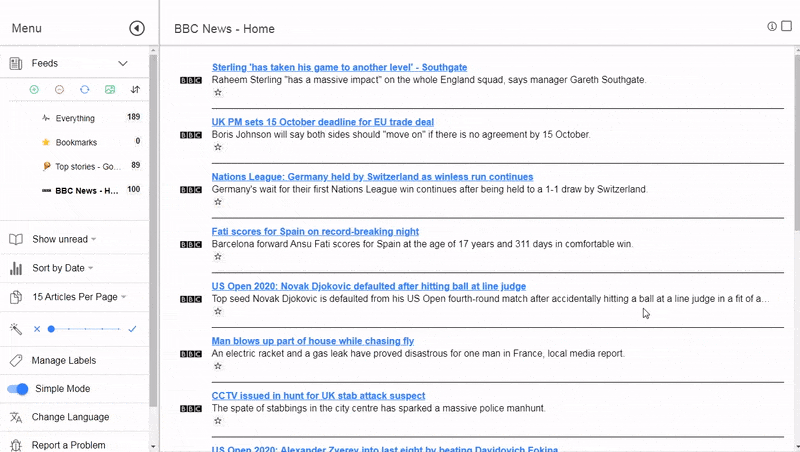 Menu
BBC News - Home
Feeds
Everything 189
Bookmarks 0
Top stories - Go... 89
BBC News - H... 100
Show unread
Sort by Date
15 Articles Per Page
Manage Labels
Simple Mode
Change Language
Report a Problem
Sterling 'has taken his game to another level' - Southgate
BBC Raheem Sterling "has a massive impact" on the whole England squad, says manager Gareth Southgate.
UK PM sets 15 October deadline for EU trade deal
BBC Boris Johnson will say both sides should "move on" if there is no agreement by 15 October.
Nations League: Germany held by Switzerland as winless run continues
BBC Germany's wait for their first Nations League win continues after being held to a 1-1 draw by Switzerland.
Fati scores for Spain on record-breaking night
BBC Barcelona forward Ansu Fati scores for Spain at the age of 17 years and 311 days in comfortable win.
US Open 2020: Novak Djokovic defaulted after hitting ball at line judge
BBC Top seed Novak Djokovic is defaulted from his US Open fourth-round match after accidentally hitting a ball at a line judge in a fit of a...
Man blows up part of house while chasing fly
BBC An electric racket and a gas leak have proved disastrous for one man in France, local media report.
CCTV issued in hunt for UK stab attack suspect
BBC The spate of stabbings in the city centre has sparked a massive police manhunt.
US Open 2020: Alexander Zverev into last eight by beating Davidovich Fokina